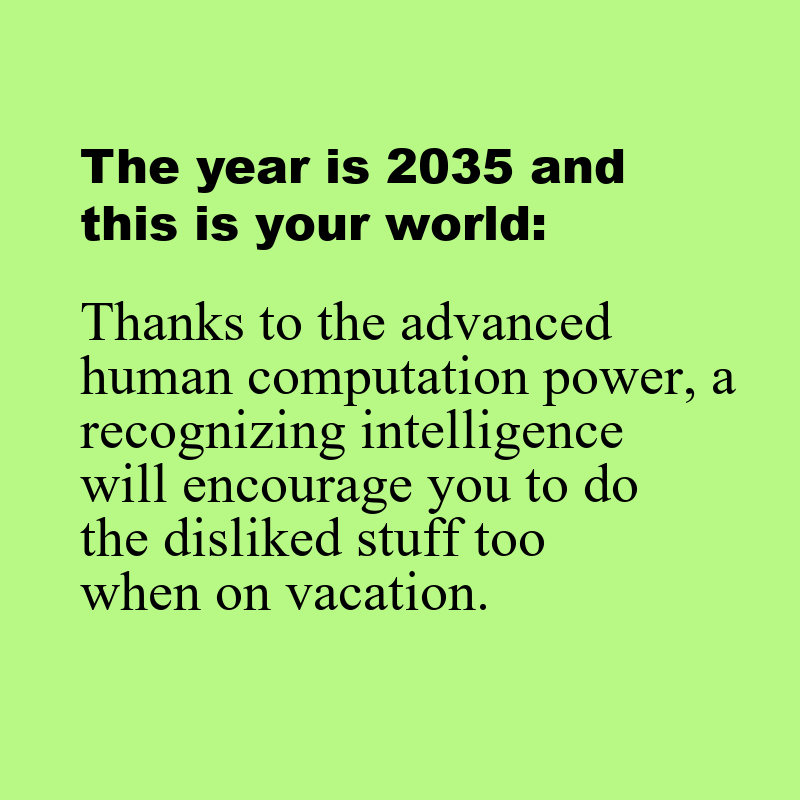 The year is 2035 and
this is your world:
Thanks to the advanced
human computation power, a
recognizing intelligence
will encourage you to do
the disliked stuff too
when on vacation.